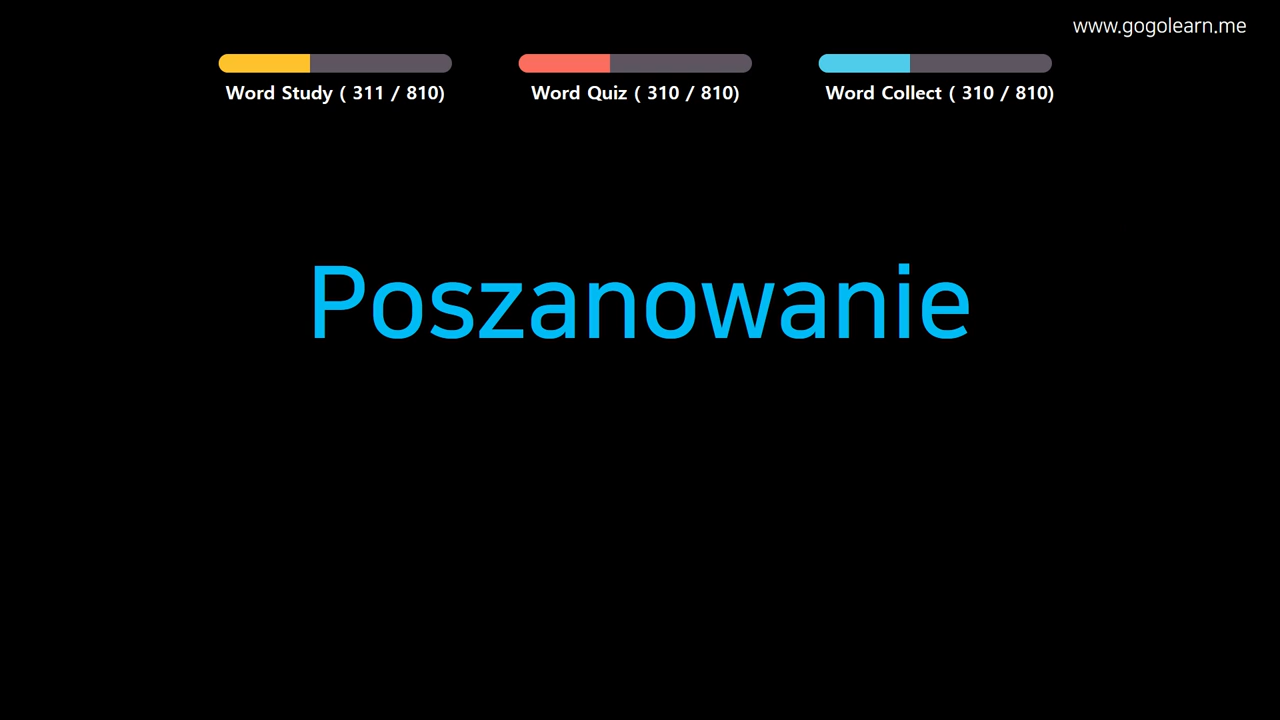 www.gogolearn.me
Word Study ( 311 / 810)
Word Quiz ( 310 / 810)
Word Collect ( 310 / 810)
Poszanowanie